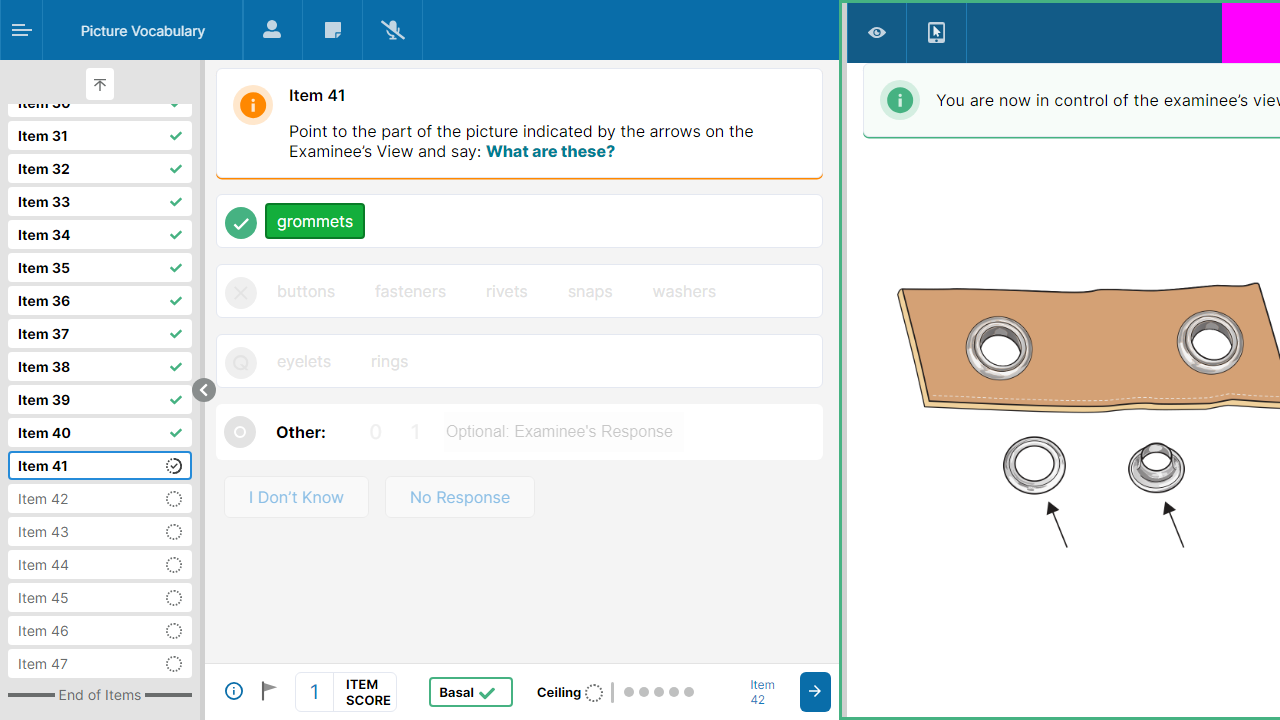 Picture Vocabulary
Item 30
Item 31
Item 32
Item 33
Item 34
Item 35
Item 36
Item 37
Item 38
Item 39
Item 40
Item 41
Item 42
Item 43
Item 44
Item 45
Item 46
Item 47
End of Items
Item 41
Point to the part of the picture indicated by the arrows on the
Examinee's View and say: What are these?
grommets
buttons fasteners rivets snaps washers
Q eyelets rings
O Other: 0 1 Optional: Examinee's Response
I Don't Know No Response
1 ITEM SCORE
Basal
Ceiling
Item 42
You are now in control of the examinee's view